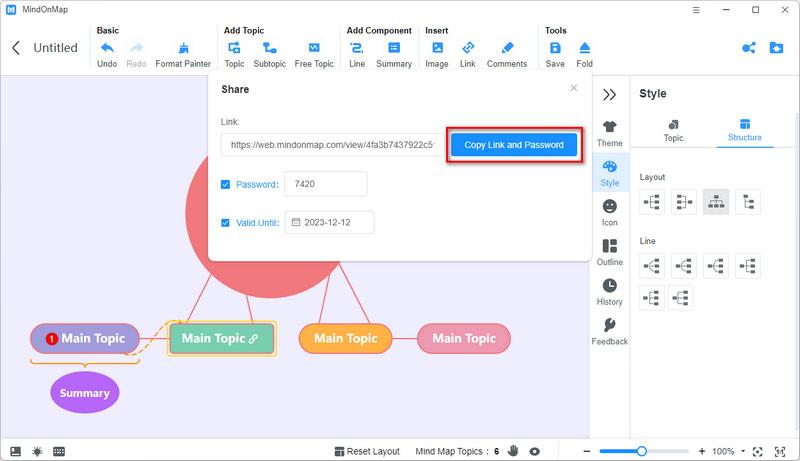 MindOnMap
Untitled
Basic
Undo Redo Format Painter
Add Topic
Topic Subtopic Free Topic
Add Component
Line Summary
Insert
Image Link Comments
Tools
Save Fold
Share
Link:
https://web.mindonmap.com/view/4fa3b7437922c5
Copy Link and Password
Password: 7420
Valid Until: 2023-12-12
1 Main Topic
Main Topic
Main Topic
Main Topic
Summary
Theme
Style
Icon
Outline
History
Feedback
Style
Topic Structure
Layout
Line
Reset Layout Mind Map Topics : 6 100%